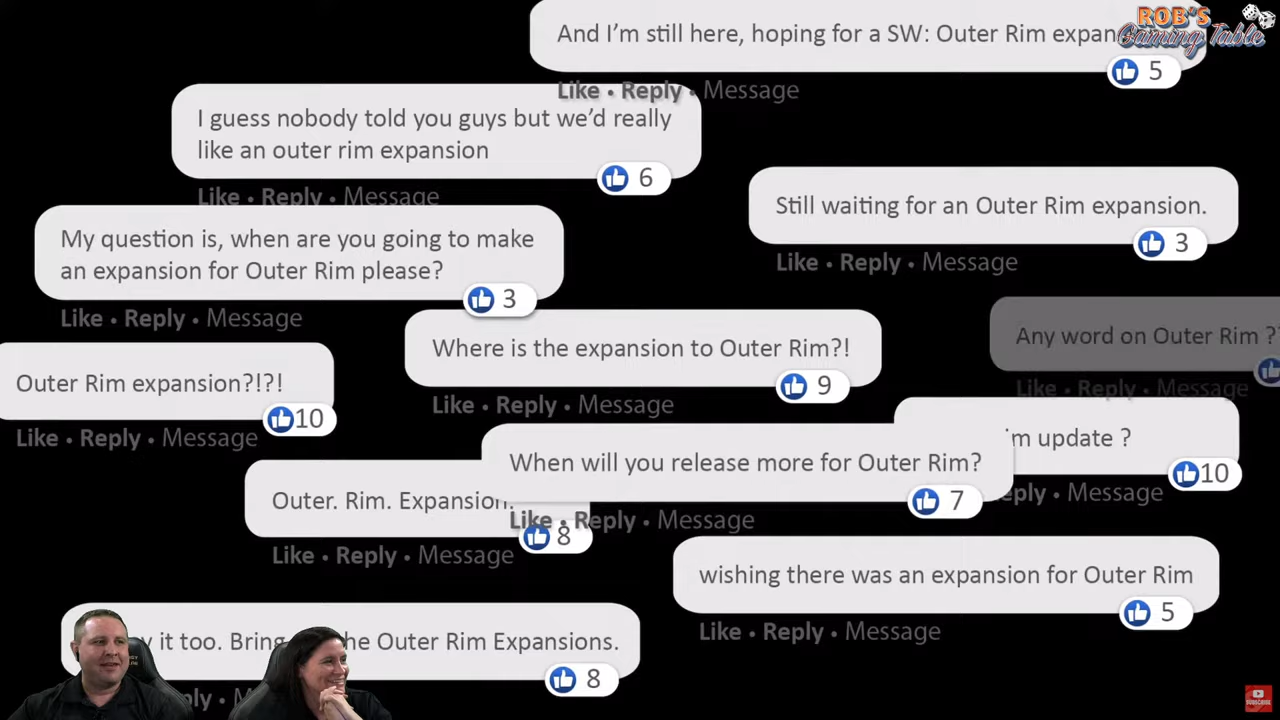 ROB'S
Gaming Table
And I'm still here, hoping for a SW: Outer Rim expan
5
Like • Reply • Message
I guess nobody told you guys but we'd really
like an outer rim expansion
6
Like • Reply • Message
Still waiting for an Outer Rim expansion.
3
Like • Reply • Message
My question is, when are you going to make
an expansion for Outer Rim please?
3
Like • Reply • Message
Any word on Outer Rim ?
Like • Reply • Message
Where is the expansion to Outer Rim?!
9
Like • Reply • Message
Outer Rim expansion?!?!
10
Like • Reply • Message
im update ?
10
eply • Message
When will you release more for Outer Rim?
7
Like • Reply • Message
Outer. Rim. Expansion.
8
Like • Reply • Message
wishing there was an expansion for Outer Rim
5
Like • Reply • Message
it too. Bring he Outer Rim Expansions.
8
ply • M
SUBSCRIBE